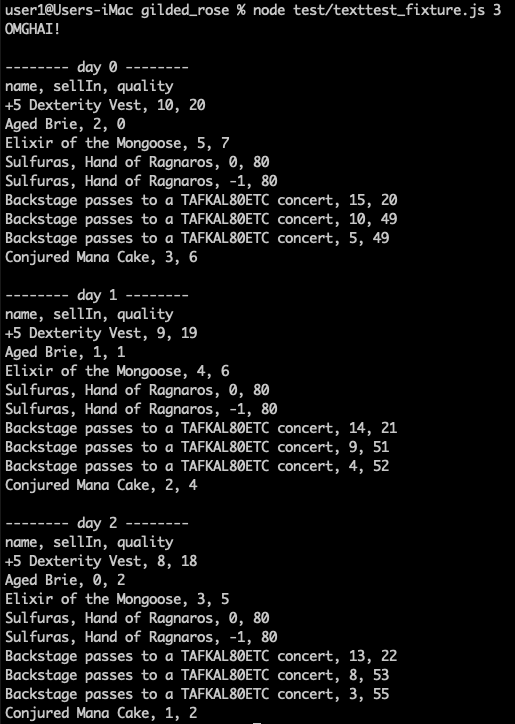 user1@Users-iMac gilded_rose % node test/texttest_fixture.js 3
OMGHAI!
-------- day 0 --------
name, sellIn, quality
+5 Dexterity Vest, 10, 20
Aged Brie, 2, 0
Elixir of the Mongoose, 5, 7
Sulfuras, Hand of Ragnaros, 0, 80
Sulfuras, Hand of Ragnaros, -1, 80
Backstage passes to a TAFKAL80ETC concert, 15, 20
Backstage passes to a TAFKAL80ETC concert, 10, 49
Backstage passes to a TAFKAL80ETC concert, 5, 49
Conjured Mana Cake, 3, 6
-------- day 1 --------
name, sellIn, quality
+5 Dexterity Vest, 9, 19
Aged Brie, 1, 1
Elixir of the Mongoose, 4, 6
Sulfuras, Hand of Ragnaros, 0, 80
Sulfuras, Hand of Ragnaros, -1, 80
Backstage passes to a TAFKAL80ETC concert, 14, 21
Backstage passes to a TAFKAL80ETC concert, 9, 51
Backstage passes to a TAFKAL80ETC concert, 4, 52
Conjured Mana Cake, 2, 4
-------- day 2 --------
name, sellIn, quality
+5 Dexterity Vest, 8, 18
Aged Brie, 0, 2
Elixir of the Mongoose, 3, 5
Sulfuras, Hand of Ragnaros, 0, 80
Sulfuras, Hand of Ragnaros, -1, 80
Backstage passes to a TAFKAL80ETC concert, 13, 22
Backstage passes to a TAFKAL80ETC concert, 8, 53
Backstage passes to a TAFKAL80ETC concert, 3, 55
Conjured Mana Cake, 1, 2